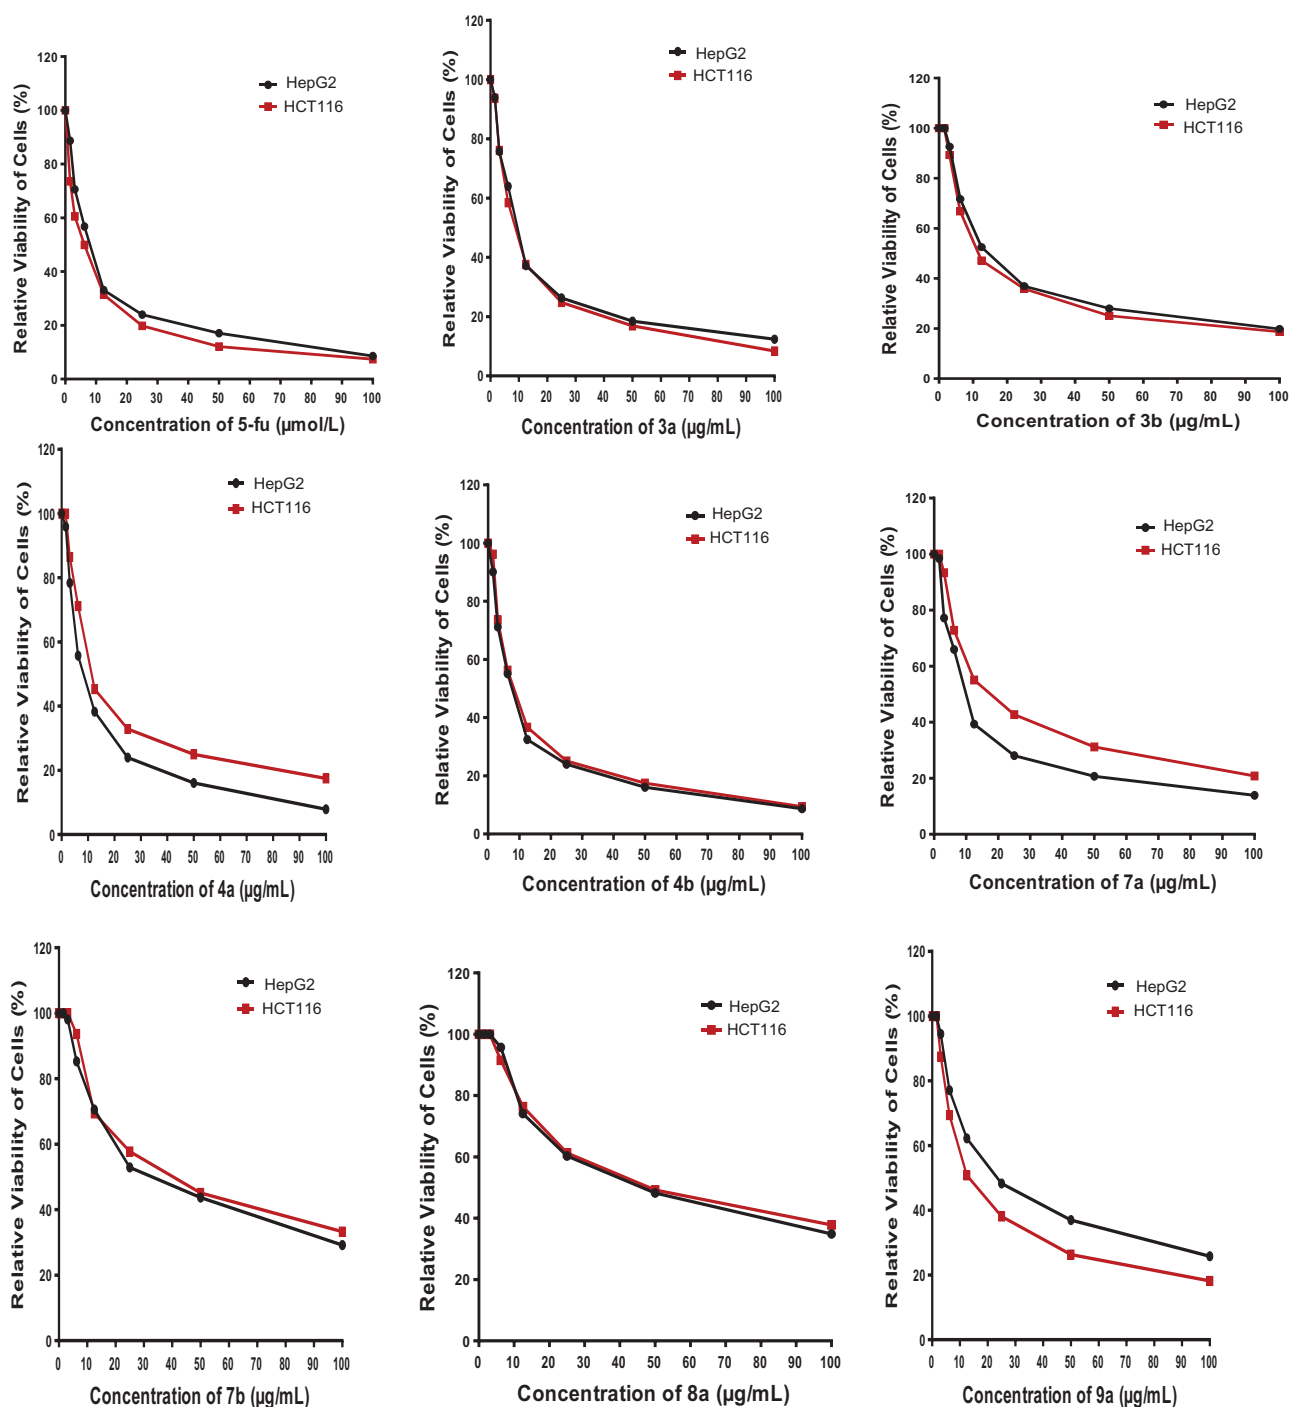 Relative Viability of Cells (%)
120
100
80
60
40
20
0
HepG2
HCT116
0 10 20 30 40 50 60 70 80 90 100
Concentration of 5-fu (µmol/L)
Relative Viability of Cells (%)
120
100
80
60
40
20
0
HepG2
HCT116
0 10 20 30 40 50 60 70 80 90 100
Concentration of 3a (µg/mL)
Relative Viability of Cells (%)
120
100
80
60
40
20
0
HepG2
HCT116
0 10 20 30 40 50 60 70 80 90 100
Concentration of 3b (µg/mL)
Relative Viability of Cells (%)
120
100
80
60
40
20
0
HepG2
HCT116
0 10 20 30 40 50 60 70 80 90 100
Concentration of 4a (µg/mL)
Relative Viability of Cells (%)
120
100
80
60
40
20
0
HepG2
HCT116
0 10 20 30 40 50 60 70 80 90 100
Concentration of 4b (µg/mL)
Relative Viability of Cells (%)
120
100
80
60
40
20
0
HepG2
HCT116
0 10 20 30 40 50 60 70 80 90 100
Concentration of 7a (µg/mL)
Relative Viability of Cells (%)
120
100
80
60
40
20
0
HepG2
HCT116
0 10 20 30 40 50 60 70 80 90 100
Concentration of 7b (µg/mL)
Relative Viability of Cells (%)
120
100
80
60
40
20
0
HepG2
HCT116
0 10 20 30 40 50 60 70 80 90 100
Concentration of 8a (µg/mL)
Relative Viability of Cells (%)
120
100
80
60
40
20
0
HepG2
HCT116
0 10 20 30 40 50 60 70 80 90 100
Concentration of 9a (µg/mL)